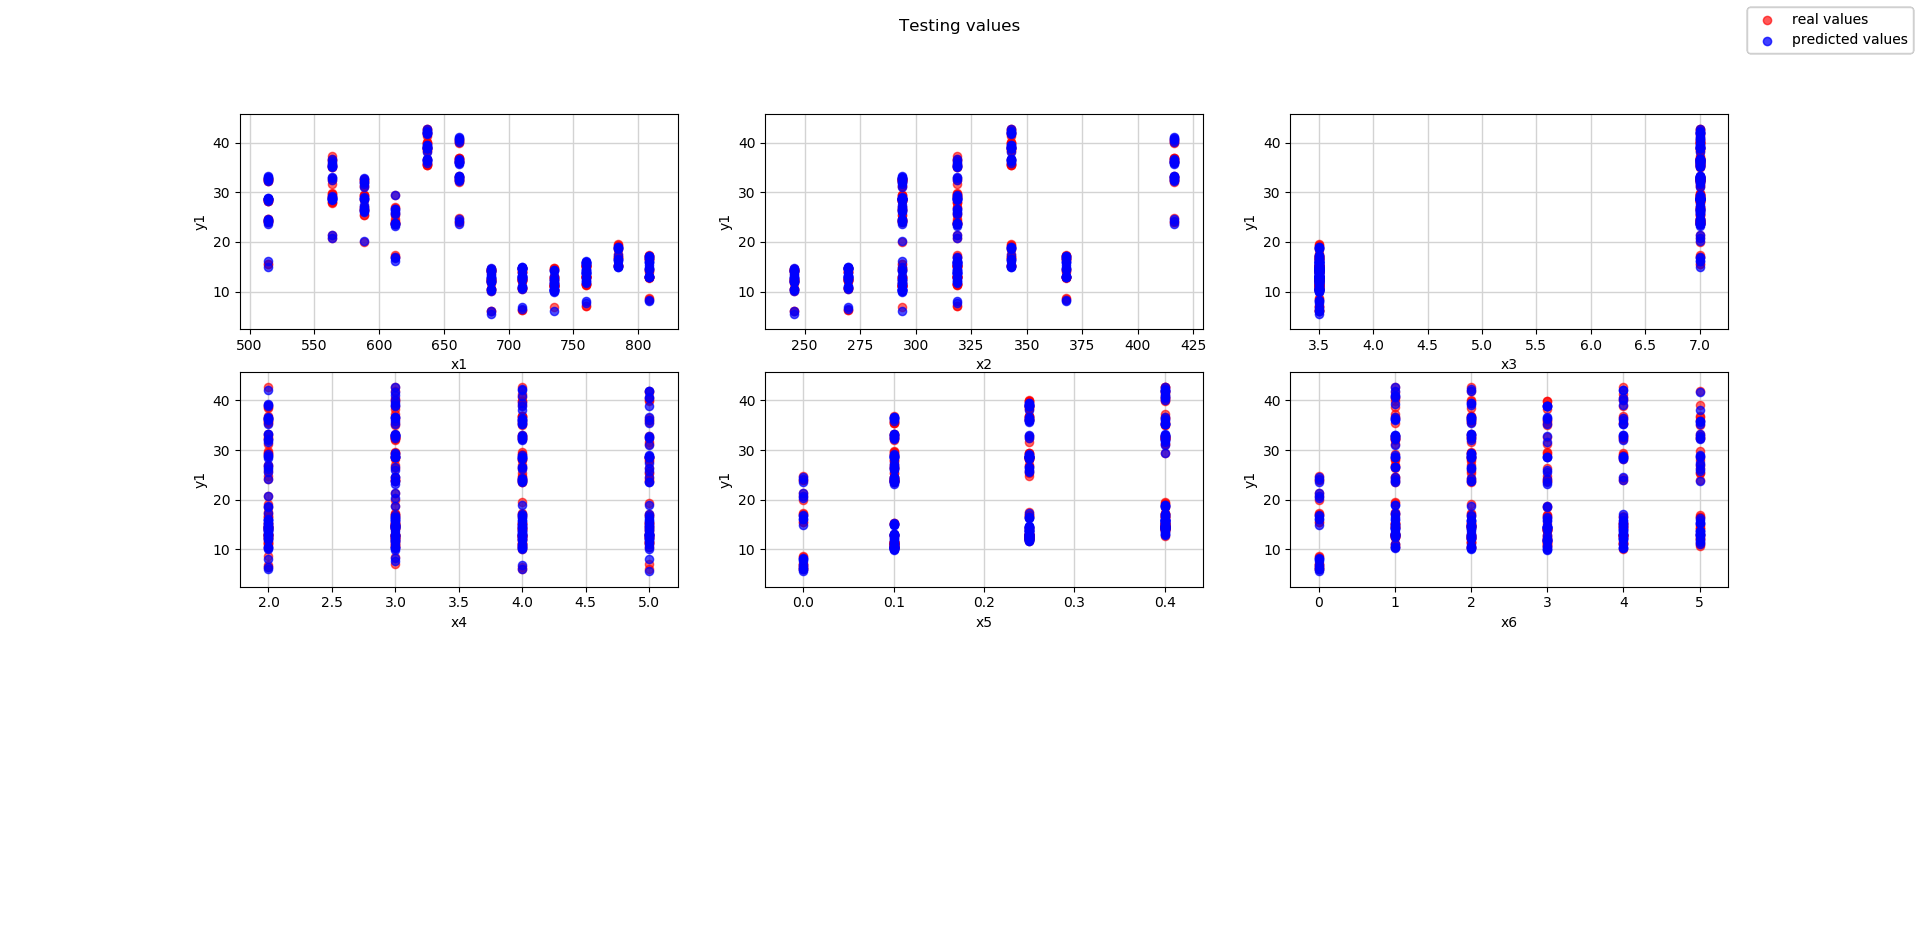 Testing values
real values
predicted values
y1
40
30
20
10
500 550 600 650 700 750 800
x1
y1
40
30
20
10
250 275 300 325 350 375 400 425
x2
y1
40
30
20
10
3.5 4.0 4.5 5.0 5.5 6.0 6.5 7.0
x3
y1
40
30
20
10
2.0 2.5 3.0 3.5 4.0 4.5 5.0
x4
y1
40
30
20
10
0.0 0.1 0.2 0.3 0.4
x5
y1
40
30
20
10
0 1 2 3 4 5
x6